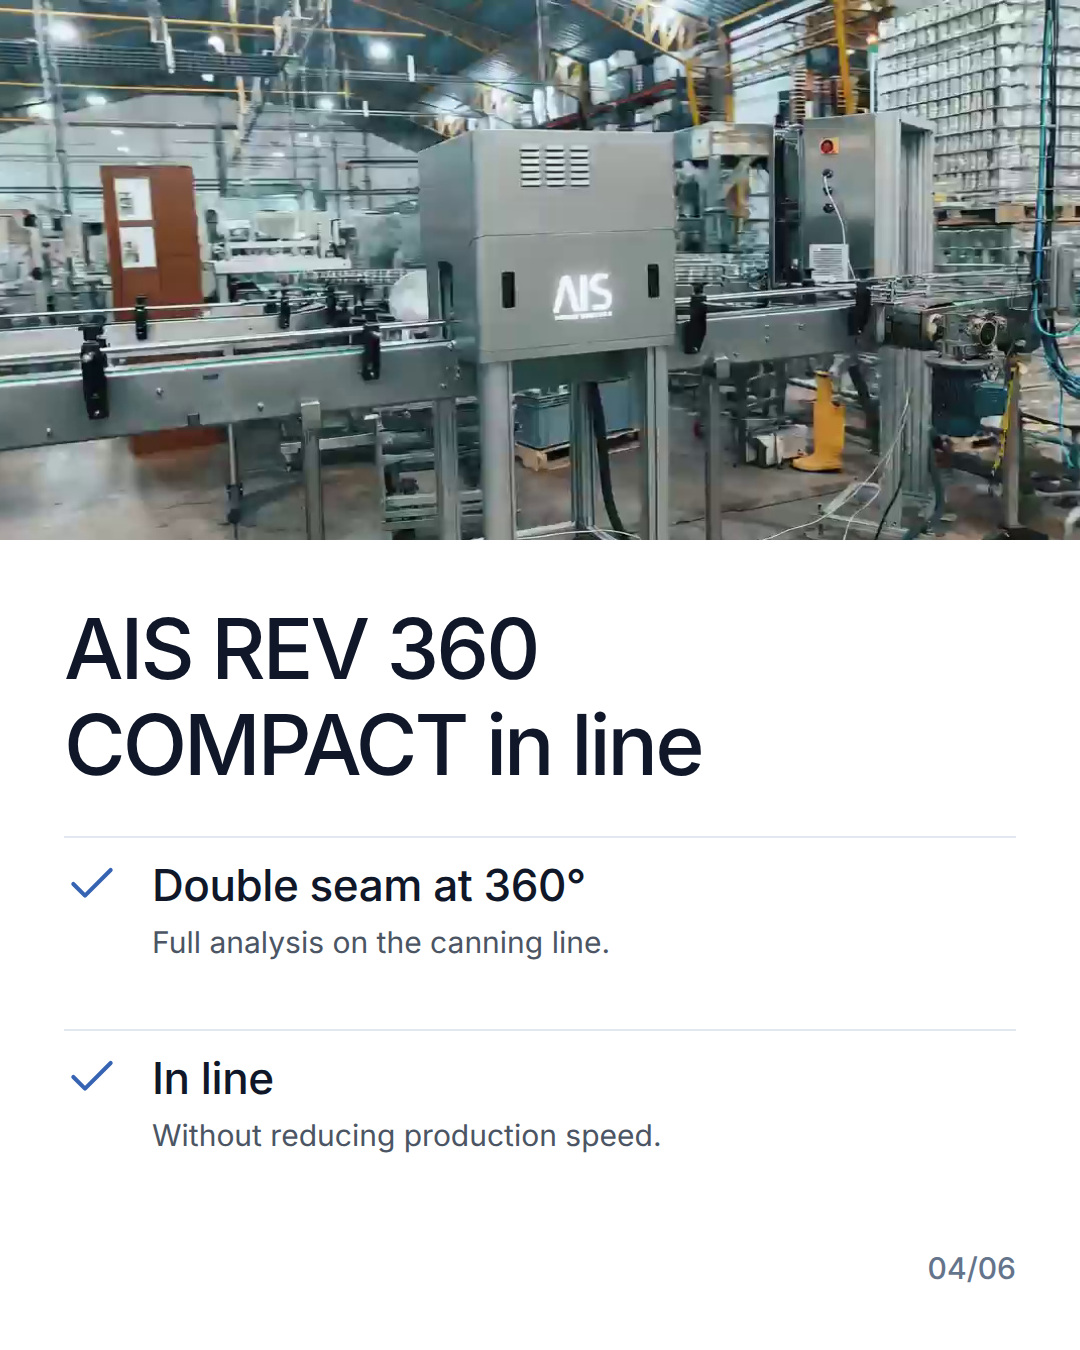 AIS
AIS REV 360
COMPACT in line
Double seam at 360°
Full analysis on the canning line.
In line
Without reducing production speed.
04/06